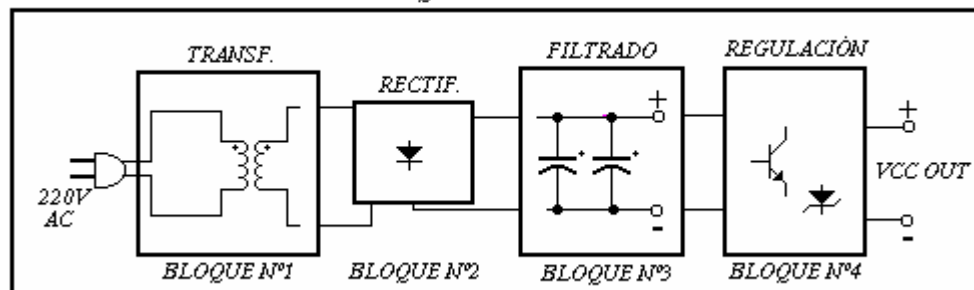 TRANSF.
RECTIF.
FILTRADO
REGULACIÓN
220V
AC
+
-
+
-
VCC OUT
BLOQUE Nº1
BLOQUE Nº2
BLOQUE Nº3
BLOQUE Nº4